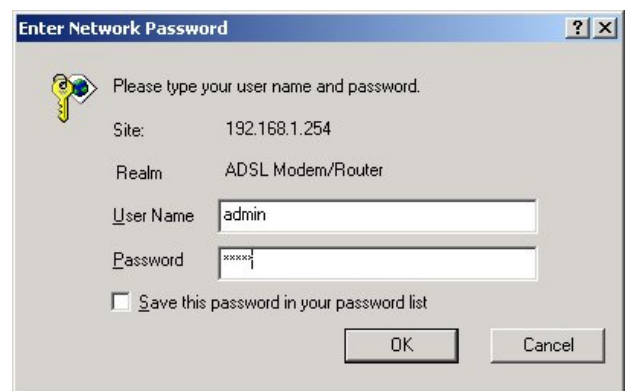 Enter Network Password
Please type your user name and password.
Site: 192.168.1.254
Realm ADSL Modem/Router
User Name admin
Password *****
Save this password in your password list
OK Cancel